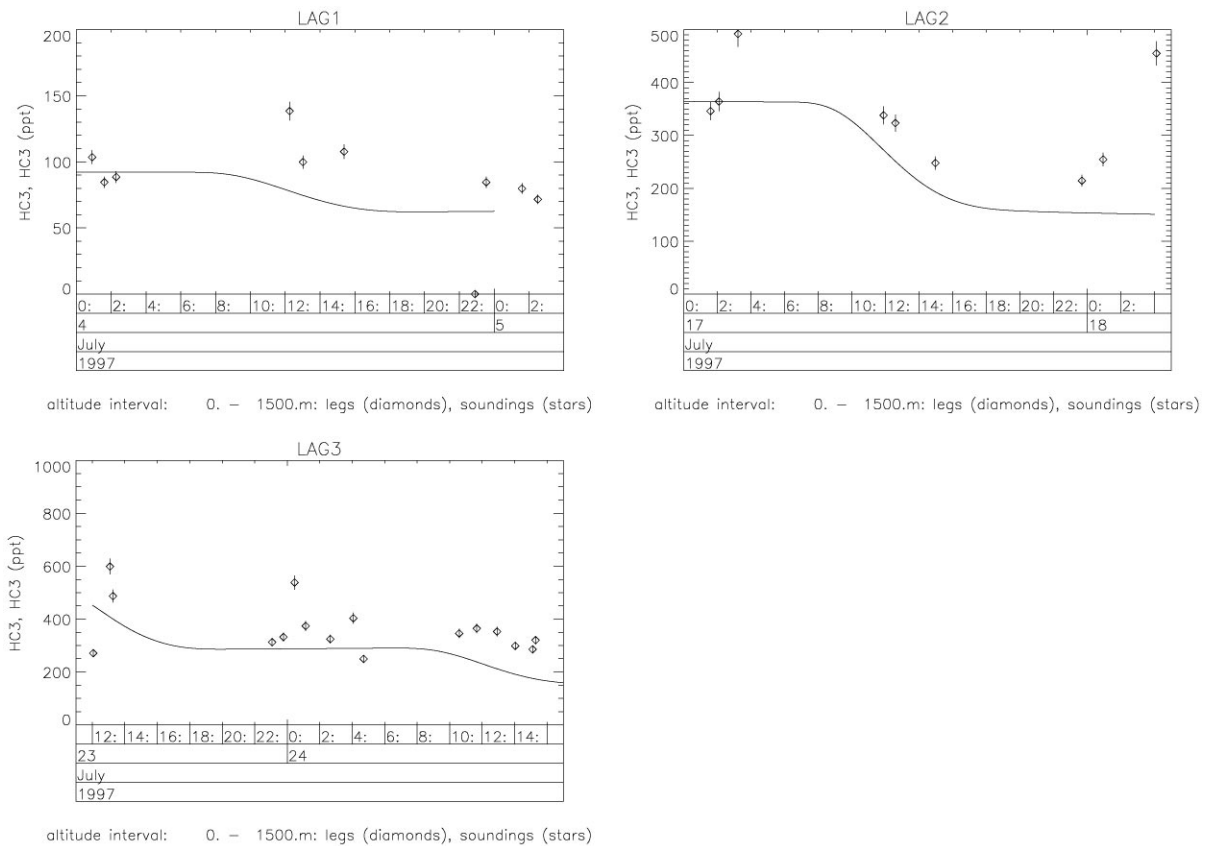 LAG1
HC3, HC3 (ppt)
200
150
100
50
0
0: 2: 4: 6: 8: 10: 12: 14: 16: 18: 20: 22: 0: 2:
4 5
July
1997
altitude interval: 0. – 1500.m: legs (diamonds), soundings (stars)
LAG2
HC3, HC3 (ppt)
500
400
300
200
100
0
0: 2: 4: 6: 8: 10: 12: 14: 16: 18: 20: 22: 0: 2:
17 18
July
1997
altitude interval: 0. – 1500.m: legs (diamonds), soundings (stars)
LAG3
HC3, HC3 (ppt)
1000
800
600
400
200
0
12: 14: 16: 18: 20: 22: 0: 2: 4: 6: 8: 10: 12: 14:
23 24
July
1997
altitude interval: 0. – 1500.m: legs (diamonds), soundings (stars)